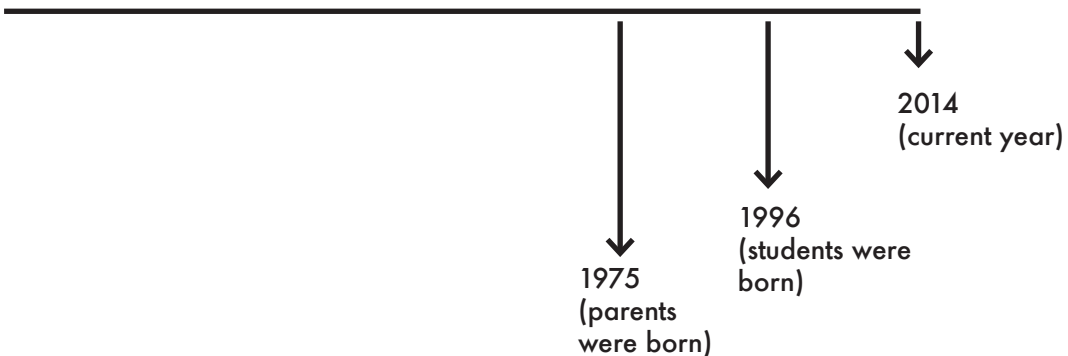 2014
(current year)
1996
(students were
born)
1975
(parents
were born)